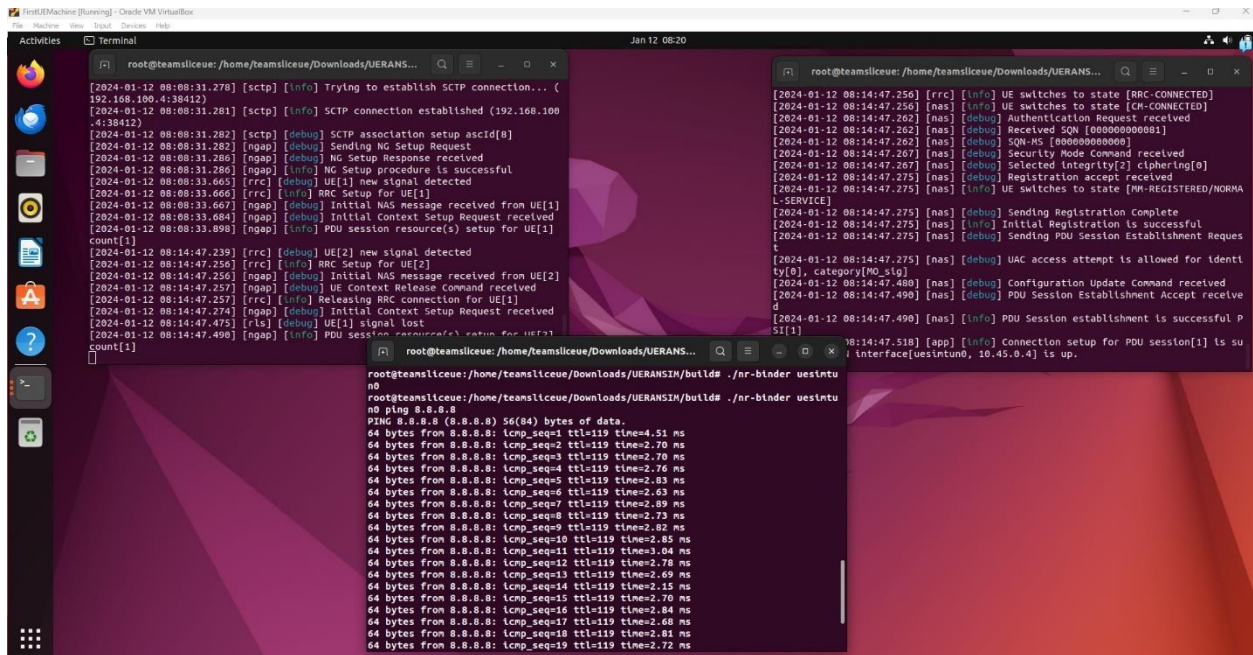 FirstUEMachine [Running] - Oracle VM VirtualBox
File Machine View Input Devices Help
Activities Terminal Jan 12 08:20
root@teamsliceue: /home/teamsliceue/Downloads/UERANS...
[2024-01-12 08:08:31.278] [sctp] [info] Trying to establish SCTP connection... (
192.168.100.4:38412)
[2024-01-12 08:08:31.281] [sctp] [info] SCTP connection established (192.168.100
.4:38412)
[2024-01-12 08:08:31.282] [sctp] [debug] SCTP association setup ascId[8]
[2024-01-12 08:08:31.282] [ngap] [debug] Sending NG Setup Request
[2024-01-12 08:08:31.286] [ngap] [debug] NG Setup Response received
[2024-01-12 08:08:31.286] [ngap] [info] NG Setup procedure is successful
[2024-01-12 08:08:33.665] [rrc] [debug] UE[1] new signal detected
[2024-01-12 08:08:33.666] [rrc] [info] RRC Setup for UE[1]
[2024-01-12 08:08:33.667] [ngap] [debug] Initial NAS message received from UE[1]
[2024-01-12 08:08:33.684] [ngap] [debug] Initial Context Setup Request received
[2024-01-12 08:08:33.898] [ngap] [info] PDU session resource(s) setup for UE[1]
count[1]
[2024-01-12 08:14:47.239] [rrc] [debug] UE[2] new signal detected
[2024-01-12 08:14:47.256] [rrc] [info] RRC Setup for UE[2]
[2024-01-12 08:14:47.256] [ngap] [debug] Initial NAS message received from UE[2]
[2024-01-12 08:14:47.257] [ngap] [debug] UE Context Release Command received
[2024-01-12 08:14:47.257] [rrc] [info] Releasing RRC connection for UE[1]
[2024-01-12 08:14:47.274] [ngap] [debug] Initial Context Setup Request received
[2024-01-12 08:14:47.475] [rls] [debug] UE[1] signal lost
[2024-01-12 08:14:47.490] [ngap] [info] PDU session resource(s) setup for UE[2]
count[1]
root@teamsliceue: /home/teamsliceue/Downloads/UERANS...
[2024-01-12 08:14:47.256] [rrc] [info] UE switches to state [RRC-CONNECTED]
[2024-01-12 08:14:47.256] [nas] [info] UE switches to state [CM-CONNECTED]
[2024-01-12 08:14:47.262] [nas] [debug] Authentication Request received
[2024-01-12 08:14:47.262] [nas] [debug] Received SQN [000000000081]
[2024-01-12 08:14:47.262] [nas] [debug] SQN-MS [000000000000]
[2024-01-12 08:14:47.267] [nas] [debug] Security Mode Command received
[2024-01-12 08:14:47.267] [nas] [debug] Selected integrity[2] ciphering[0]
[2024-01-12 08:14:47.275] [nas] [debug] Registration accept received
[2024-01-12 08:14:47.275] [nas] [info] UE switches to state [MM-REGISTERED/NORMA
L-SERVICE]
[2024-01-12 08:14:47.275] [nas] [debug] Sending Registration Complete
[2024-01-12 08:14:47.275] [nas] [info] Initial Registration is successful
[2024-01-12 08:14:47.275] [nas] [debug] Sending PDU Session Establishment Reques
t
[2024-01-12 08:14:47.275] [nas] [debug] UAC access attempt is allowed for identi
ty[0], category[MO_sig]
[2024-01-12 08:14:47.480] [nas] [debug] Configuration Update Command received
[2024-01-12 08:14:47.490] [nas] [debug] PDU Session Establishment Accept receive
d
[2024-01-12 08:14:47.490] [nas] [info] PDU Session establishment is successful P
SI[1]
08:14:47.518] [app] [info] Connection setup for PDU session[1] is su
interface[uesimtun0, 10.45.0.4] is up.
root@teamsliceue: /home/teamsliceue/Downloads/UERANS...
root@teamsliceue:/home/teamsliceue/Downloads/UERANSIM/build# ./nr-binder uesimtu
n0
root@teamsliceue:/home/teamsliceue/Downloads/UERANSIM/build# ./nr-binder uesimtu
n0 ping 8.8.8.8
PING 8.8.8.8 (8.8.8.8) 56(84) bytes of data.
64 bytes from 8.8.8.8: icmp_seq=1 ttl=119 time=4.51 ms
64 bytes from 8.8.8.8: icmp_seq=2 ttl=119 time=2.70 ms
64 bytes from 8.8.8.8: icmp_seq=3 ttl=119 time=2.70 ms
64 bytes from 8.8.8.8: icmp_seq=4 ttl=119 time=2.76 ms
64 bytes from 8.8.8.8: icmp_seq=5 ttl=119 time=2.83 ms
64 bytes from 8.8.8.8: icmp_seq=6 ttl=119 time=2.63 ms
64 bytes from 8.8.8.8: icmp_seq=7 ttl=119 time=2.89 ms
64 bytes from 8.8.8.8: icmp_seq=8 ttl=119 time=2.73 ms
64 bytes from 8.8.8.8: icmp_seq=9 ttl=119 time=2.82 ms
64 bytes from 8.8.8.8: icmp_seq=10 ttl=119 time=2.85 ms
64 bytes from 8.8.8.8: icmp_seq=11 ttl=119 time=3.04 ms
64 bytes from 8.8.8.8: icmp_seq=12 ttl=119 time=2.78 ms
64 bytes from 8.8.8.8: icmp_seq=13 ttl=119 time=2.69 ms
64 bytes from 8.8.8.8: icmp_seq=14 ttl=119 time=2.15 ms
64 bytes from 8.8.8.8: icmp_seq=15 ttl=119 time=2.70 ms
64 bytes from 8.8.8.8: icmp_seq=16 ttl=119 time=2.84 ms
64 bytes from 8.8.8.8: icmp_seq=17 ttl=119 time=2.68 ms
64 bytes from 8.8.8.8: icmp_seq=18 ttl=119 time=2.81 ms
64 bytes from 8.8.8.8: icmp_seq=19 ttl=119 time=2.72 ms